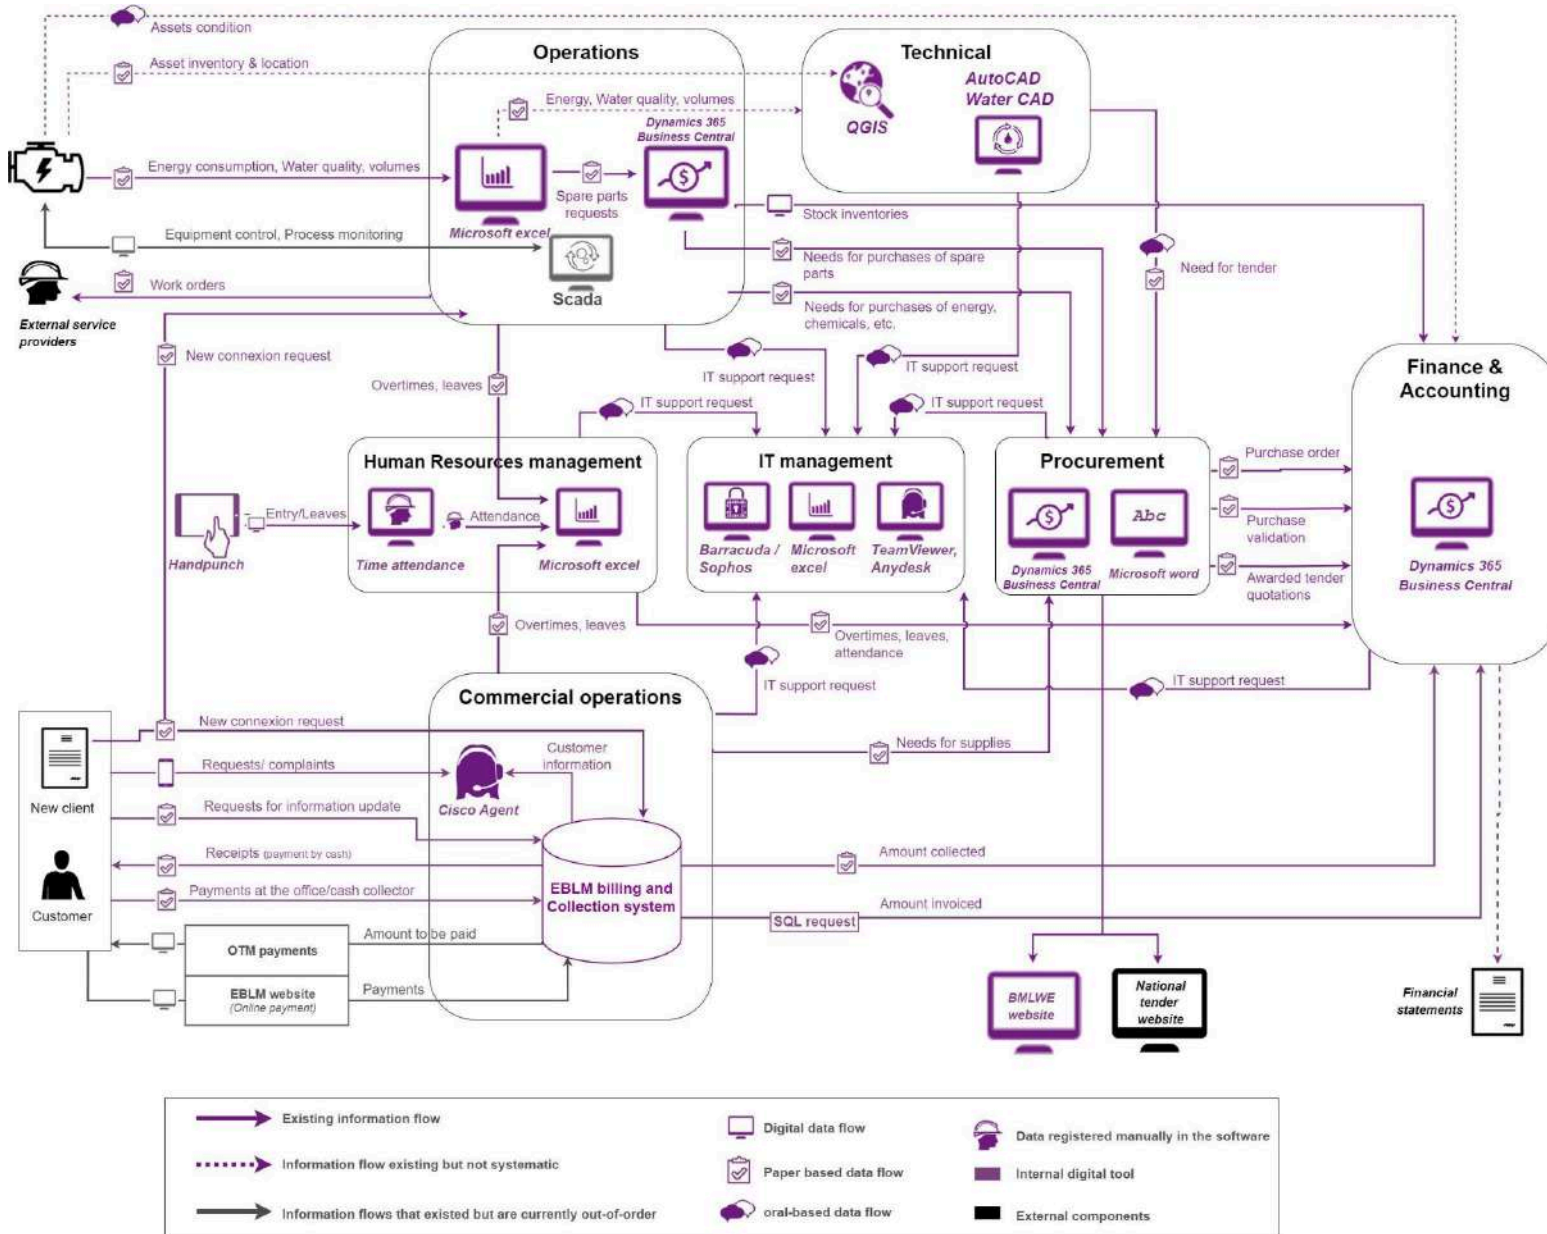 Assets condition
Operations
Technical
Asset inventory & location
AutoCAD
Water CAD
Energy, Water quality, volumes
QGIS
Dynamics 365
Business Central
Energy consumption, Water quality, volumes
Spare parts
requests
Stock inventories
Microsoft excel
Equipment control, Process monitoring
Needs for purchases of spare
parts
Need for tender
Work orders
Scada
Needs for purchases of energy,
chemicals, etc.
External service
providers
New connexion request
Overtimes, leaves
IT support request
IT support request
IT support request
IT support request
Finance &
Accounting
Human Resources management
IT management
Procurement
Purchase order
Entry/Leaves
Attendance
Abc
Purchase
validation
Handpunch
Time attendance
Microsoft excel
Barracuda /
Sophos
Microsoft
excel
TeamViewer,
Anydesk
Dynamics 365
Business Central
Microsoft word
Awarded tender
quotations
Dynamics 365
Business Central
Overtimes, leaves
Overtimes, leaves,
attendance
IT support request
IT support request
Commercial operations
New connexion request
Customer
information
Needs for supplies
Requests/ complaints
New client
Cisco Agent
Requests for information update
Receipts (payment by cash)
Amount collected
Payments at the office/cash collector
EBLM billing and
Collection system
Customer
Amount invoiced
SQL request
Amount to be paid
OTM payments
EBLM website
(Online payment)
Payments
BMLWE
website
National
tender
website
Financial
statements
Existing information flow
Digital data flow
Data registered manually in the software
Information flow existing but not systematic
Paper based data flow
Internal digital tool
Information flows that existed but are currently out-of-order
oral-based data flow
External components